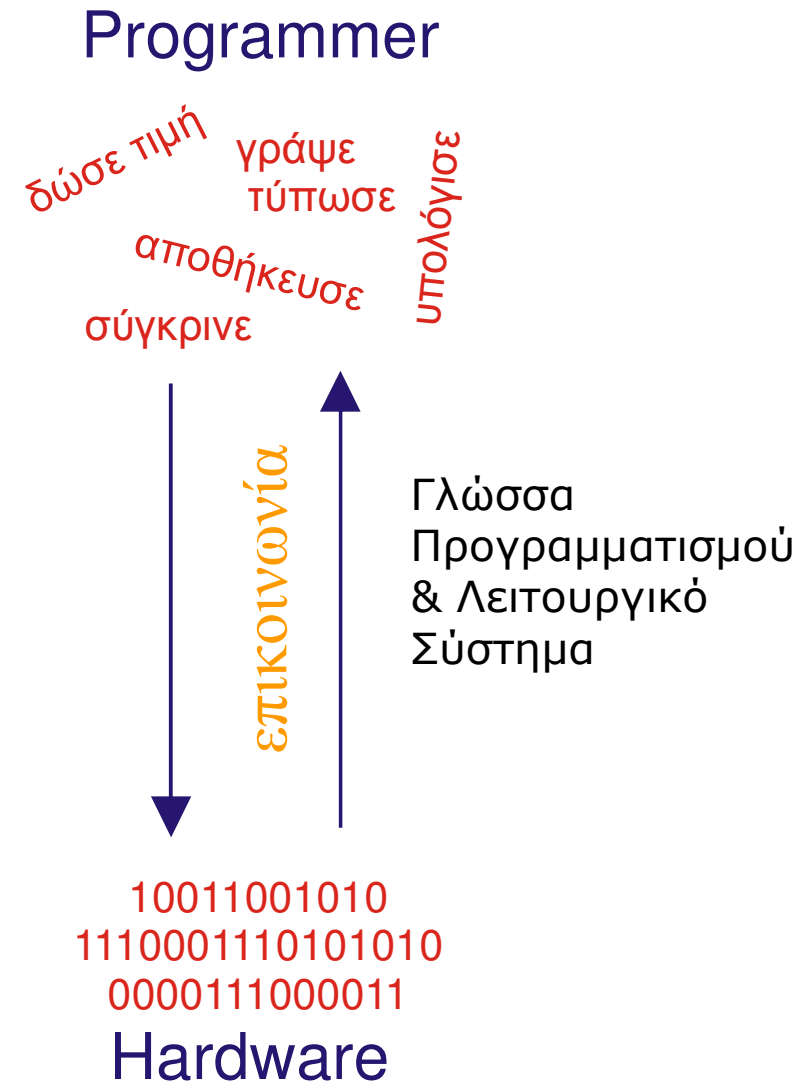 Programmer
δώσε τιμή
γράψε
τύπωσε
υπολόγισε
αποθήκευσε
σύγκρινε
επικοινωνία
Γλώσσα
Προγραμματισμού
& Λειτουργικό
Σύστημα
10011001010
1110001110101010
0000111000011
Hardware